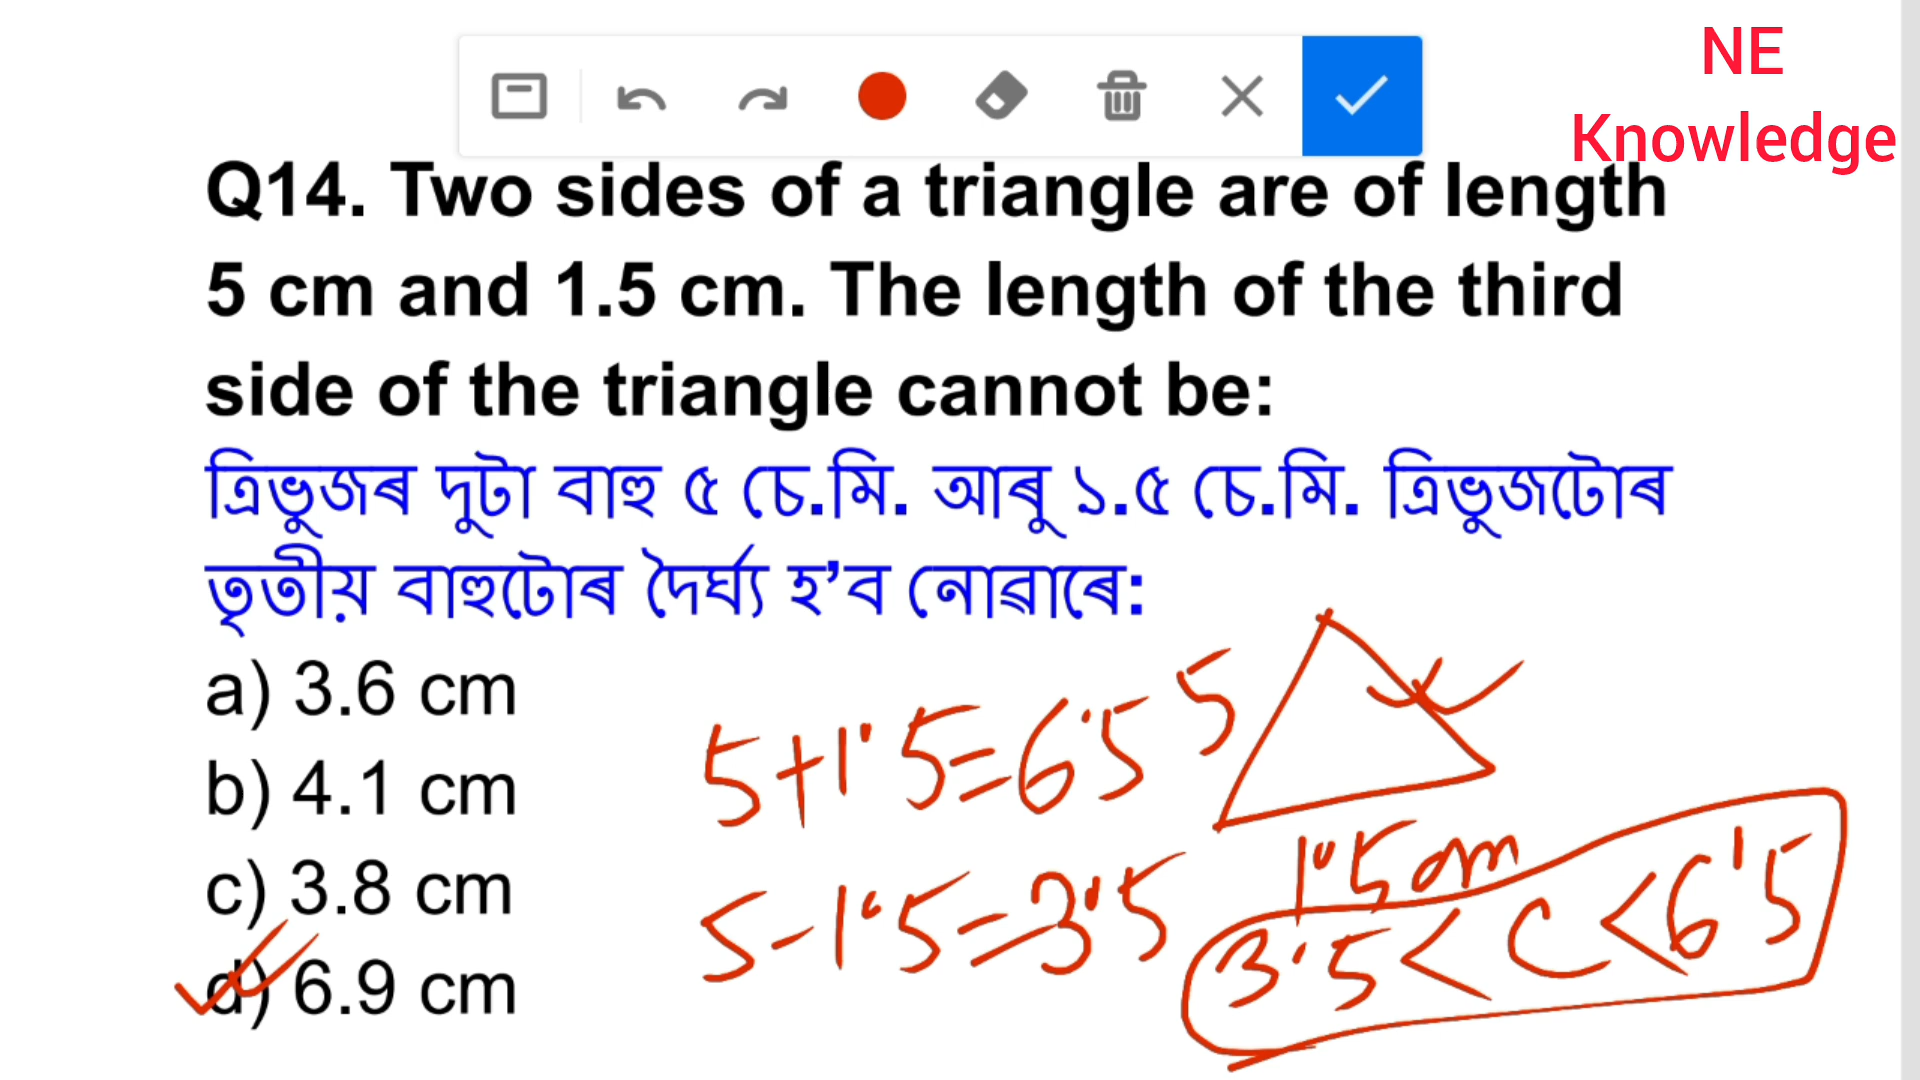 NE
Knowledge
Q14. Two sides of a triangle are of length
5 cm and 1.5 cm. The length of the third
side of the triangle cannot be:
ত্ৰিভুজৰ দুটা বাহু ৫ চে.মি. আৰু ১.৫ চে.মি. ত্ৰিভুজটোৰ
তৃতীয় বাহুটোৰ দৈৰ্ঘ্য হ’ব নোৱাৰে:
a) 3.6 cm
b) 4.1 cm
c) 3.8 cm
d) 6.9 cm
5+1.5=6.5
5
1.5 cm
5-1.5=3.5
3.5<c<6.5